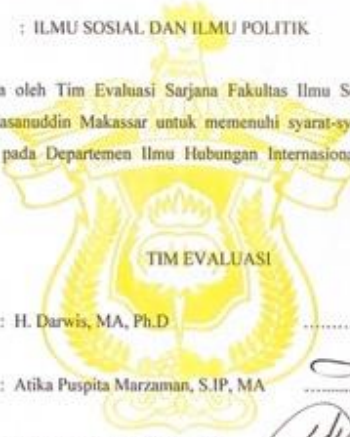 : ILMU SOSIAL DAN ILMU POLITIK
a oleh Tim Evaluasi Sarjana Fakultas Ilmu S
asanuddin Makassar untuk memenuhi syarat-sy
pada Departemen Ilmu Hubungan Internasiona
TIM EVALUASI
: H. Darwis, MA, Ph.D
: Atika Puspita Marzaman, S.IP, MA